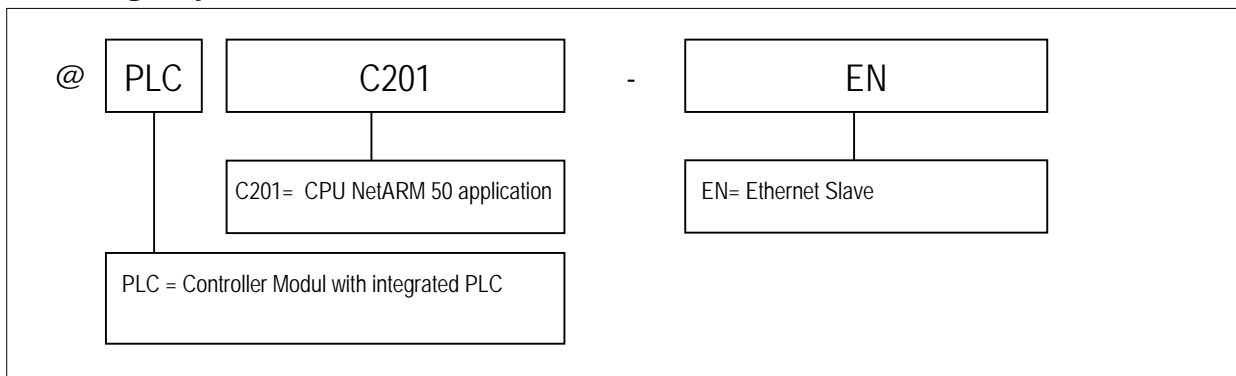 @ PLC C201 - EN
C201= CPU NetARM 50 application
EN= Ethernet Slave
PLC = Controller Modul with integrated PLC